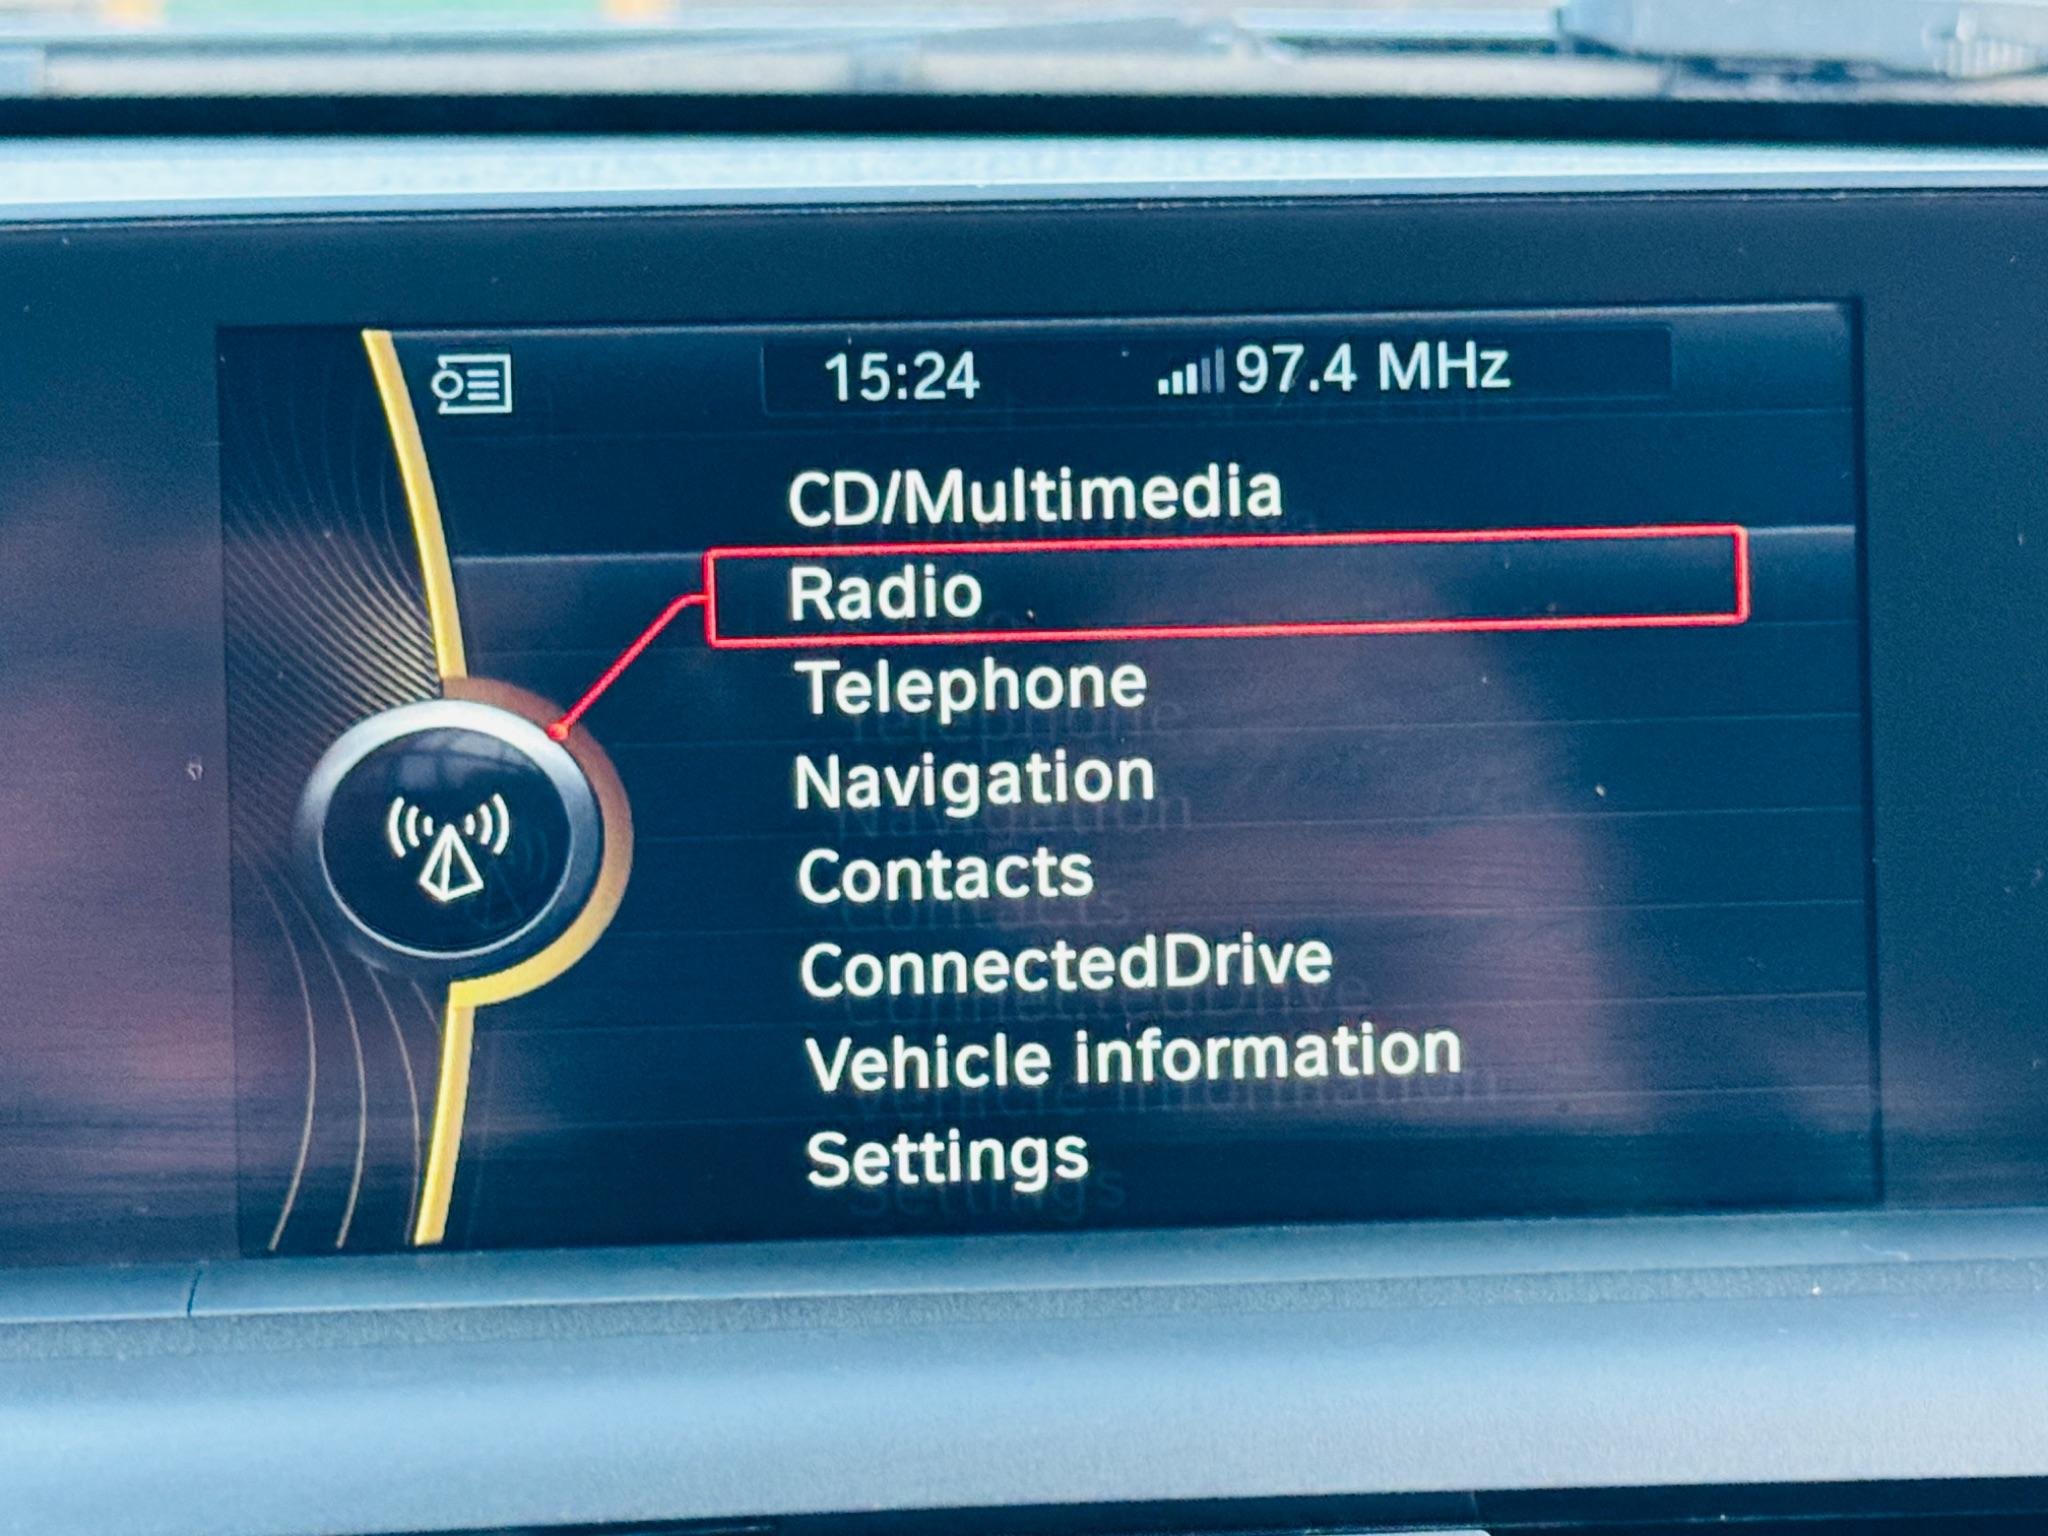 15:24 97.4 MHz
CD/Multimedia
Radio
Telephone
Navigation
Contacts
ConnectedDrive
Vehicle information
Settings